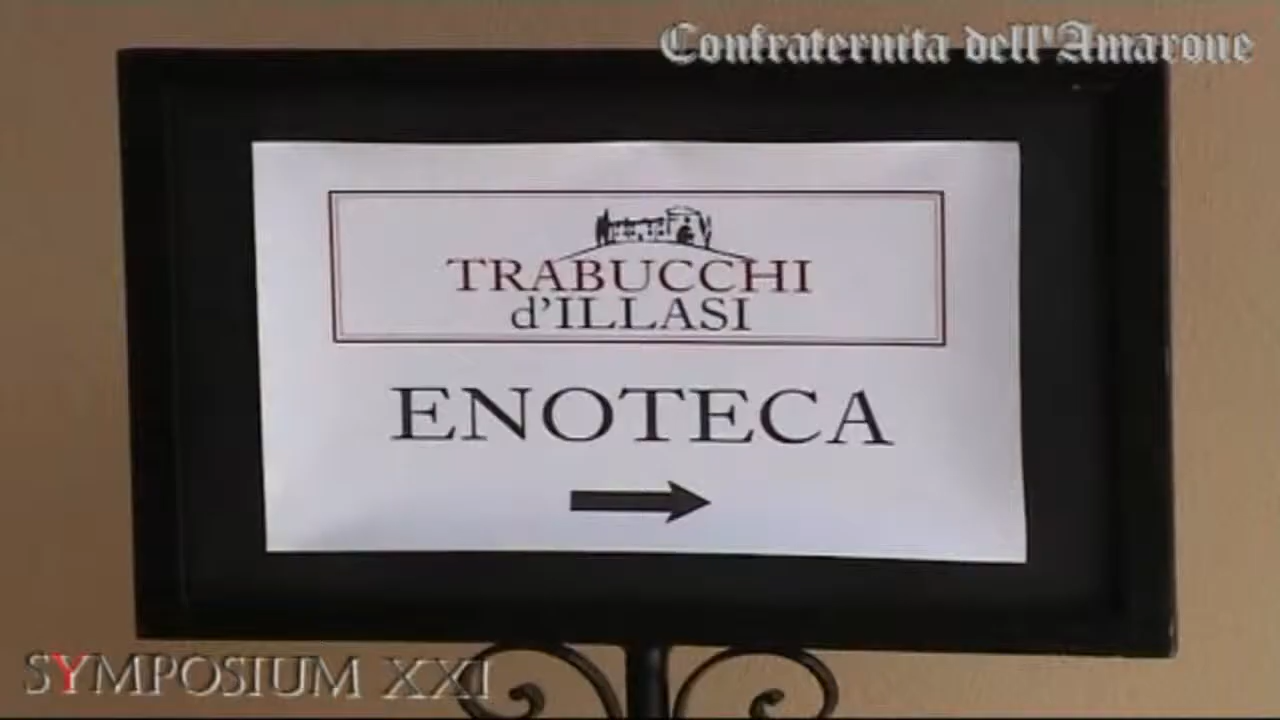 Confraternita dell'Amarone
TRABUCCHI
d'ILLASI
ENOTECA
SYMPOSIUM XXI